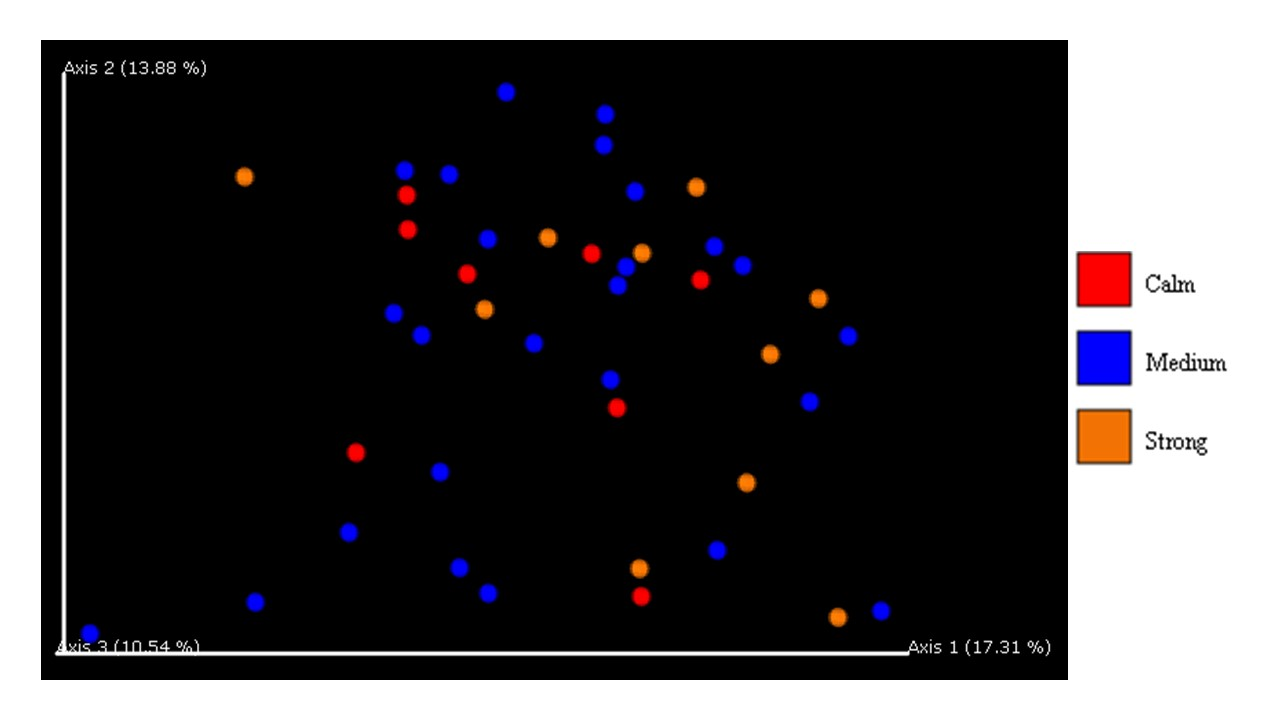 Axis 2 (13.88 %)
Calm
Medium
Strong
Axis 3 (10.54 %)
Axis 1 (17.31 %)